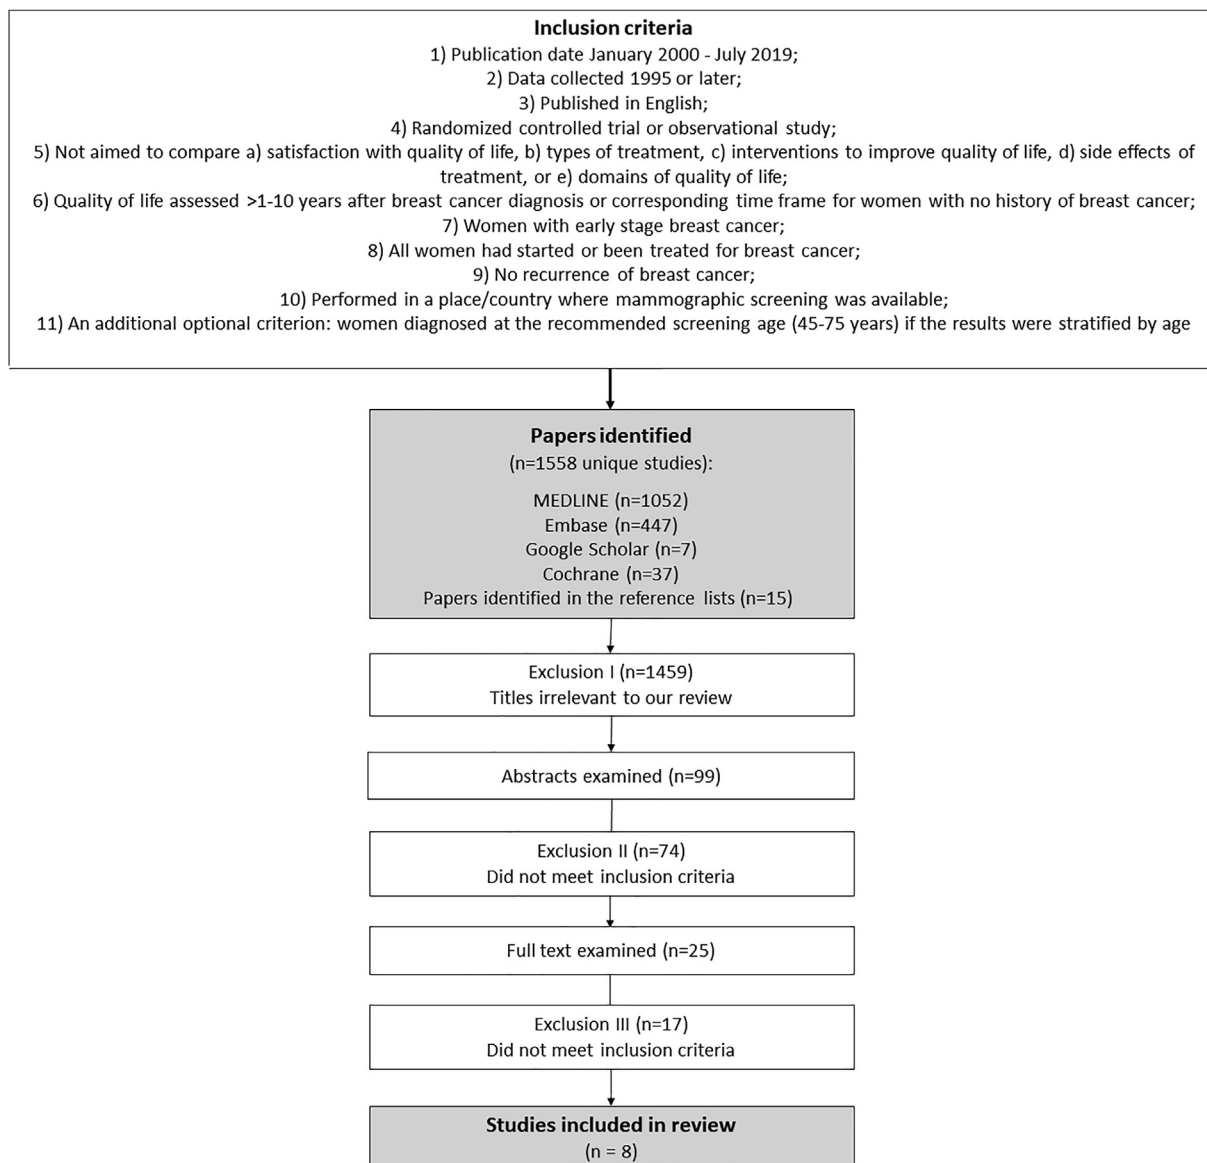 Inclusion criteria
1) Publication date January 2000 - July 2019;
2) Data collected 1995 or later;
3) Published in English;
4) Randomized controlled trial or observational study;
5) Not aimed to compare a) satisfaction with quality of life, b) types of treatment, c) interventions to improve quality of life, d) side effects of
treatment, or e) domains of quality of life;
6) Quality of life assessed >1-10 years after breast cancer diagnosis or corresponding time frame for women with no history of breast cancer;
7) Women with early stage breast cancer;
8) All women had started or been treated for breast cancer;
9) No recurrence of breast cancer;
10) Performed in a place/country where mammographic screening was available;
11) An additional optional criterion: women diagnosed at the recommended screening age (45-75 years) if the results were stratified by age
Papers identified
(n=1558 unique studies):
MEDLINE (n=1052)
Embase (n=447)
Google Scholar (n=7)
Cochrane (n=37)
Papers identified in the reference lists (n=15)
Exclusion I (n=1459)
Titles irrelevant to our review
Abstracts examined (n=99)
Exclusion II (n=74)
Did not meet inclusion criteria
Full text examined (n=25)
Exclusion III (n=17)
Did not meet inclusion criteria
Studies included in review
(n = 8)